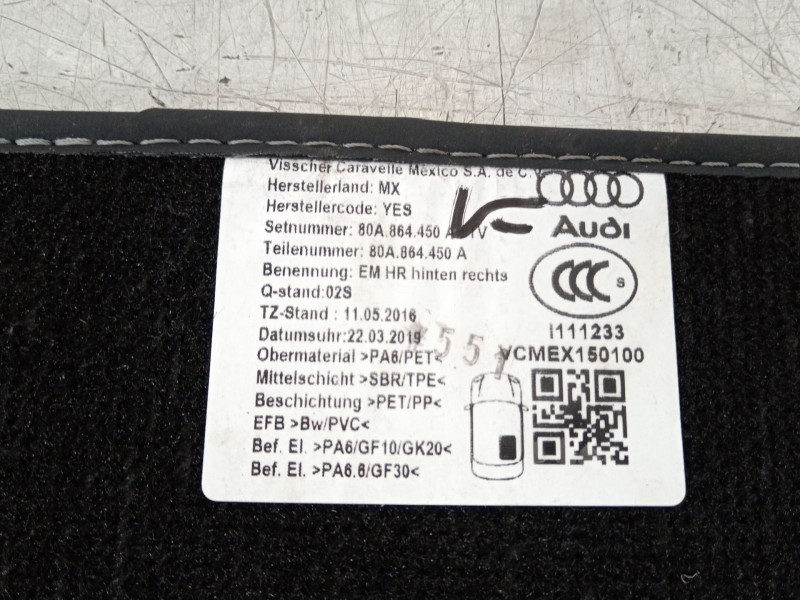 Visscher Caravelle Mexico S.A. de C.
Herstellerland: MX
Herstellercode: YES
Setnummer: 80A.864.450
Teilenummer: 80A.864.450 A
Benennung: EM HR hinten rechts
Q-stand:02S
TZ-Stand : 11.05.2016
Datumsuhr:22.03.2019
Obermaterial >PA6/PET<
Mittelschicht >SBR/TPE<
Beschichtung >PET/PP<
EFB >Bw/PVC<
Bef. El. >PA6/GF10/GK20<
Bef. El. >PA6.6/GF30<
Audi
CCC S
i111233
VCMEX150100